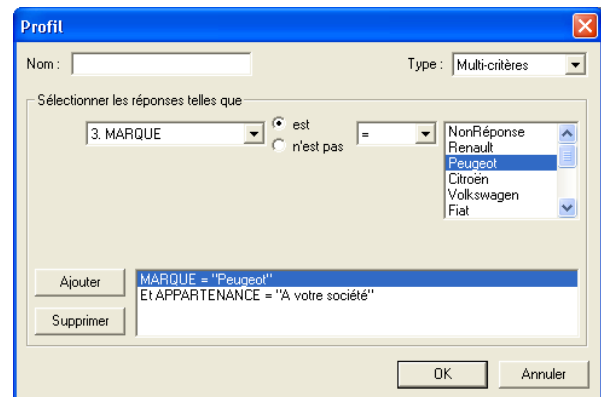 Profil
Nom :
Type : Multi-critères
Sélectionner les réponses telles que
3. MARQUE
est
n'est pas
=
NonRéponse
Renault
Peugeot
Citroën
Volkswagen
Fiat
Ajouter
Supprimer
MARQUE = "Peugeot"
Et APPARTENANCE = "A votre société"
OK
Annuler